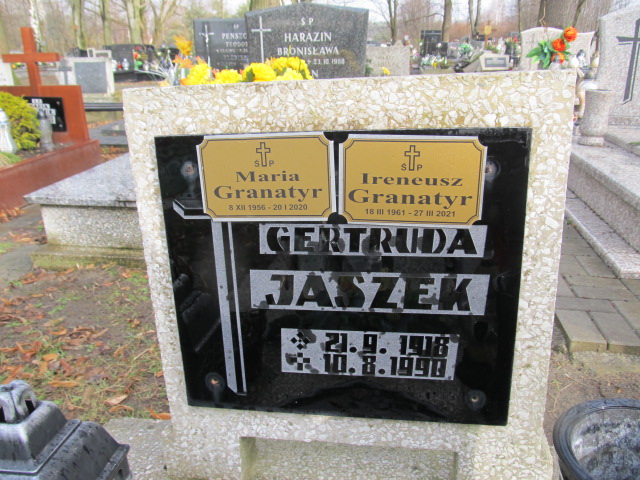 Ś P
HARAZIN
BRONISŁAWA
Ś P
Maria
Granatyr
8 XII 1956 - 20 I 2020
Ś P
Ireneusz
Granatyr
18 III 1961 - 27 III 2021
GERTRUDA
JASZEK
21. 9. 1918
10. 8. 1990